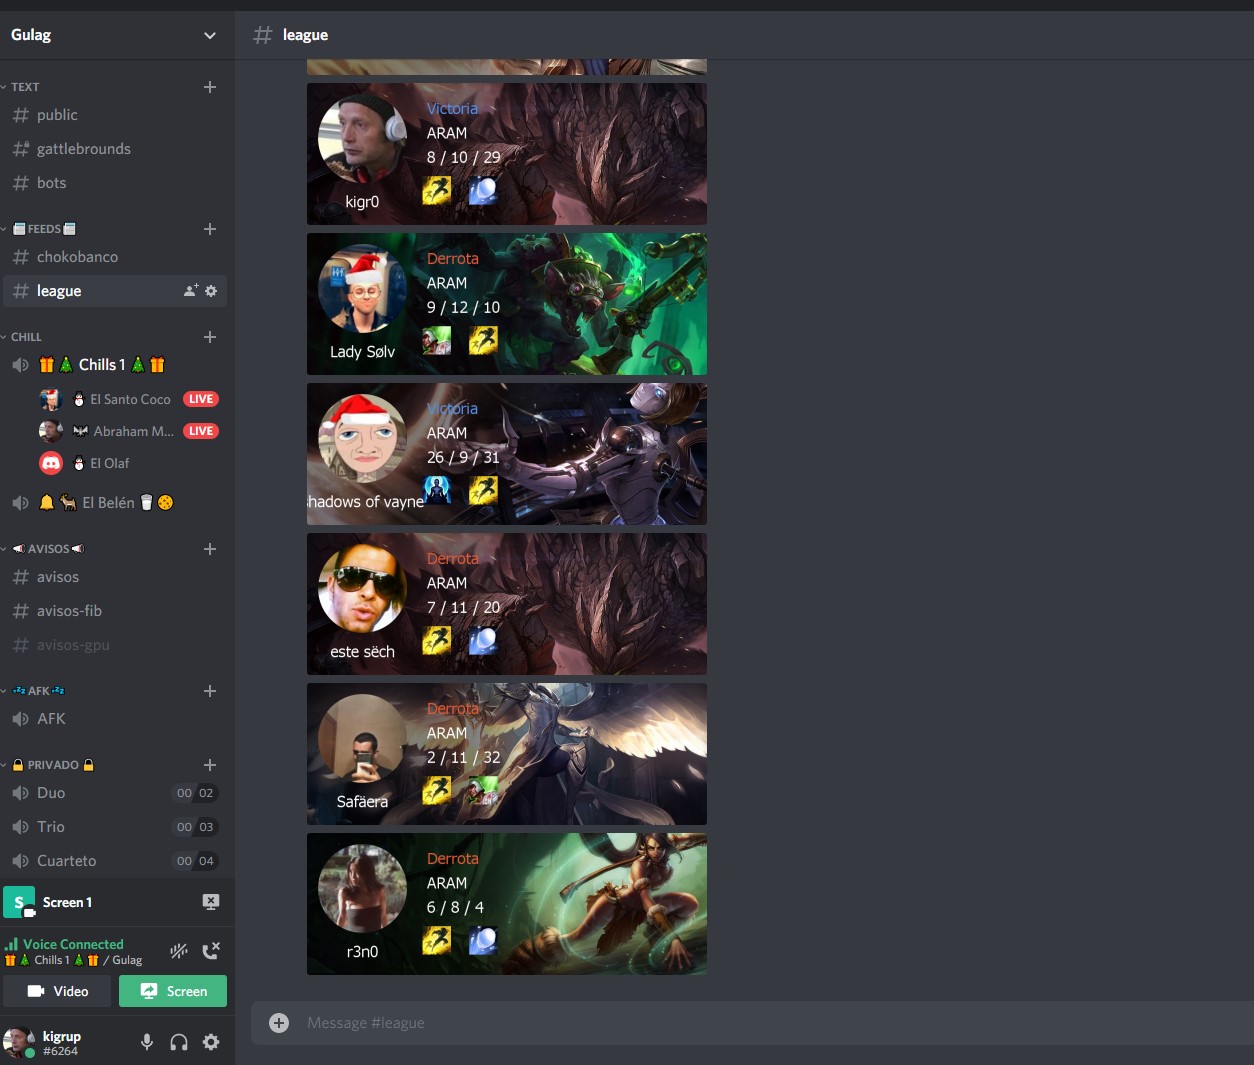 Gulag
TEXT
public
gattlebrounds
bots
FEEDS
chokobanco
league
CHILL
Chills 1
El Santo Coco LIVE
Abraham M... LIVE
El Olaf
El Belén
AVISOS
avisos
avisos-fib
avisos-gpu
AFK
AFK
PRIVADO
Duo 00 02
Trio 00 03
Cuarteto 00 04
S Screen 1
Voice Connected
Chills 1 / Gulag
Video Screen
kigrup
#6264
league
Victoria
ARAM
8 / 10 / 29
kigr0
Derrota
ARAM
9 / 12 / 10
Lady Sølv
Victoria
ARAM
26 / 9 / 31
shadows of vayne
Derrota
ARAM
7 / 11 / 20
este sëch
Derrota
ARAM
2 / 11 / 32
Safäera
Derrota
ARAM
6 / 8 / 4
r3n0
Message #league